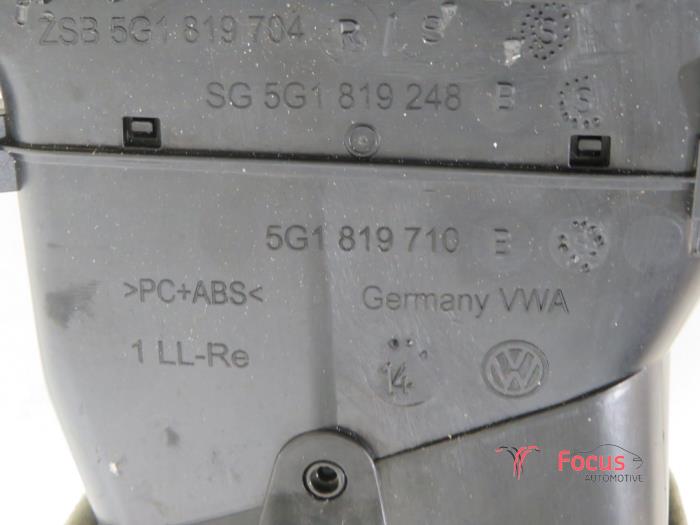 ZSB 5G1 819 704 R S S
SG 5G1 819 248 B S
5G1 819 710 B S
>PC+ABS< Germany VWA
1 LL-Re 14 VW
Focus
AUTOMOTIVE